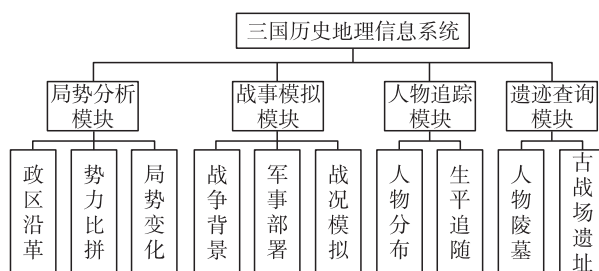 三国历史地理信息系统
局势分析
模块
战事模拟
模块
人物追踪
模块
遗迹查询
模块
政区沿革
势力比拼
局势变化
战争背景
军事部署
战况模拟
人物分布
生平追随
人物陵墓
古战场遗址